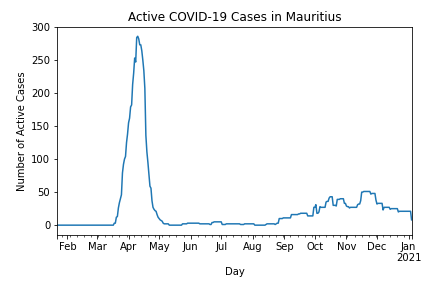 Active COVID-19 Cases in Mauritius
300
250
200
150
100
50
0
Number of Active Cases
Feb Mar Apr May Jun Jul Aug Sep Oct Nov Dec Jan
2021
Day